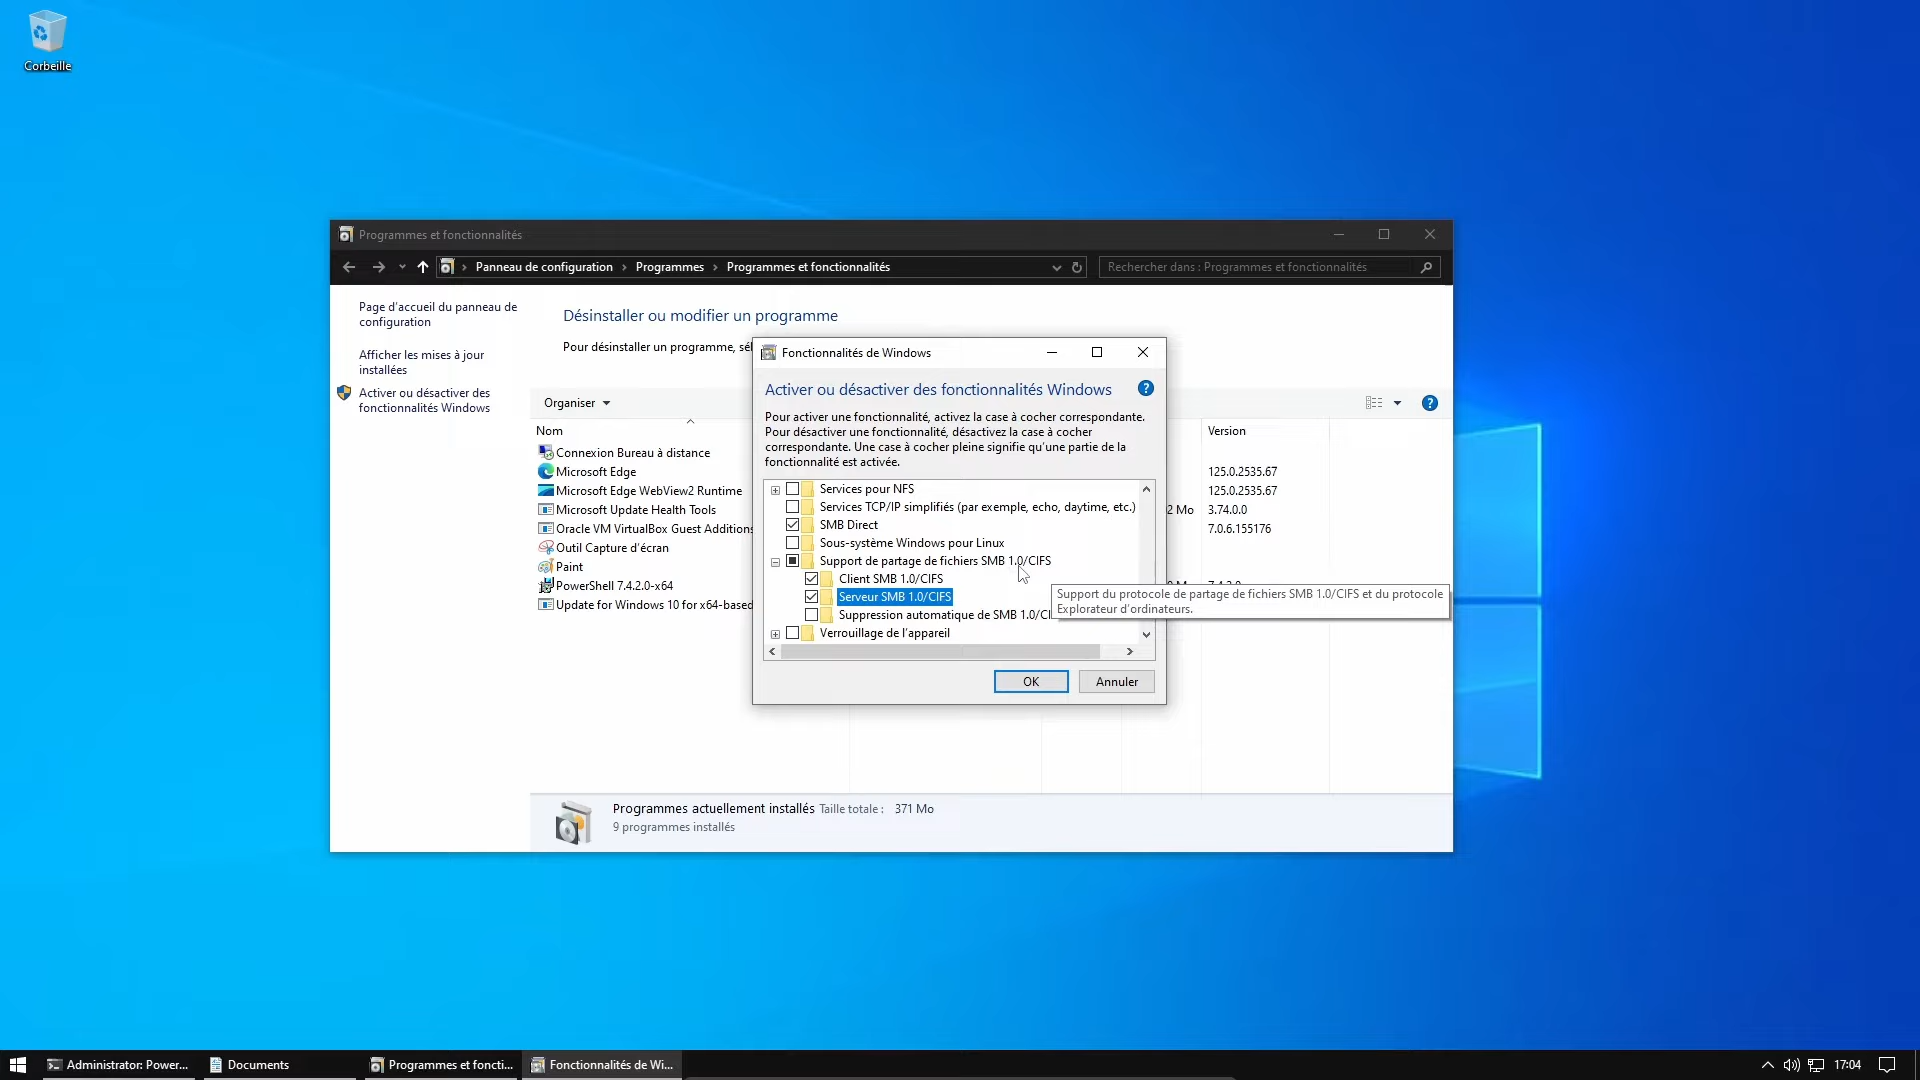 Corbeille
Programmes et fonctionnalités
Panneau de configuration
Programmes
Programmes et fonctionnalités
Rechercher dans : Programmes et fonctionnalités
Page d'accueil du panneau de
configuration
Afficher les mises à jour
installées
Activer ou désactiver des
fonctionnalités Windows
Désinstaller ou modifier un programme
Pour désinstaller un programme, sél
Organiser
Nom
Version
Connexion Bureau à distance
Microsoft Edge
125.0.2535.67
Microsoft Edge WebView2 Runtime
125.0.2535.67
Microsoft Update Health Tools
2 Mo
3.74.0.0
Oracle VM VirtualBox Guest Additions
7.0.6.155176
Outil Capture d'écran
Paint
PowerShell 7.4.2.0-x64
Update for Windows 10 for x64-based
Fonctionnalités de Windows
Activer ou désactiver des fonctionnalités Windows
Pour activer une fonctionnalité, activez la case à cocher correspondante.
Pour désactiver une fonctionnalité, désactivez la case à cocher
correspondante. Une case à cocher pleine signifie qu'une partie de la
fonctionnalité est activée.
Services pour NFS
Services TCP/IP simplifiés (par exemple, echo, daytime, etc.)
SMB Direct
Sous-système Windows pour Linux
Support de partage de fichiers SMB 1.0/CIFS
Client SMB 1.0/CIFS
Serveur SMB 1.0/CIFS
Suppression automatique de SMB 1.0/CI
Verrouillage de l'appareil
Support du protocole de partage de fichiers SMB 1.0/CIFS et du protocole
Explorateur d'ordinateurs.
OK
Annuler
Programmes actuellement installés
Taille totale :
371 Mo
9 programmes installés
Administrator: Power...
Documents
Programmes et foncti...
Fonctionnalités de Wi...
17:04